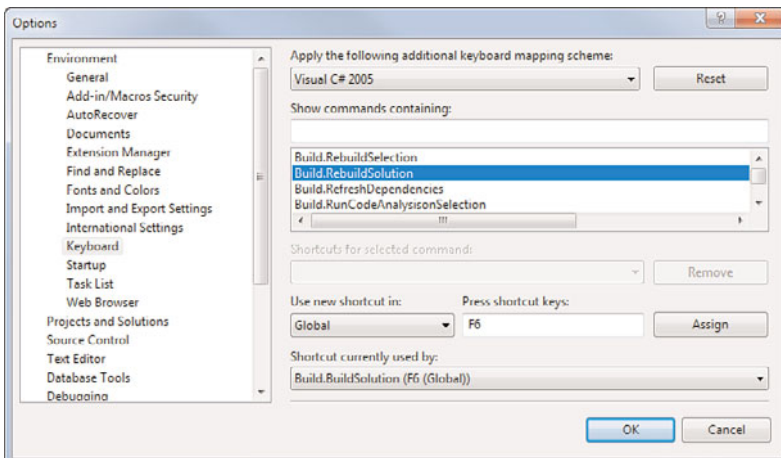 Options
Environment
General
Add-in/Macros Security
AutoRecover
Documents
Extension Manager
Find and Replace
Fonts and Colors
Import and Export Settings
International Settings
Keyboard
Startup
Task List
Web Browser
Projects and Solutions
Source Control
Text Editor
Database Tools
Debugging
Apply the following additional keyboard mapping scheme:
Visual C# 2005
Reset
Show commands containing:
Build.RebuildSelection
Build.RebuildSolution
Build.RefreshDependencies
Build.RunCodeAnalysisonSelection
Shortcuts for selected command:
Remove
Use new shortcut in:
Press shortcut keys:
Global
F6
Assign
Shortcut currently used by:
Build.BuildSolution (F6 (Global))
OK
Cancel